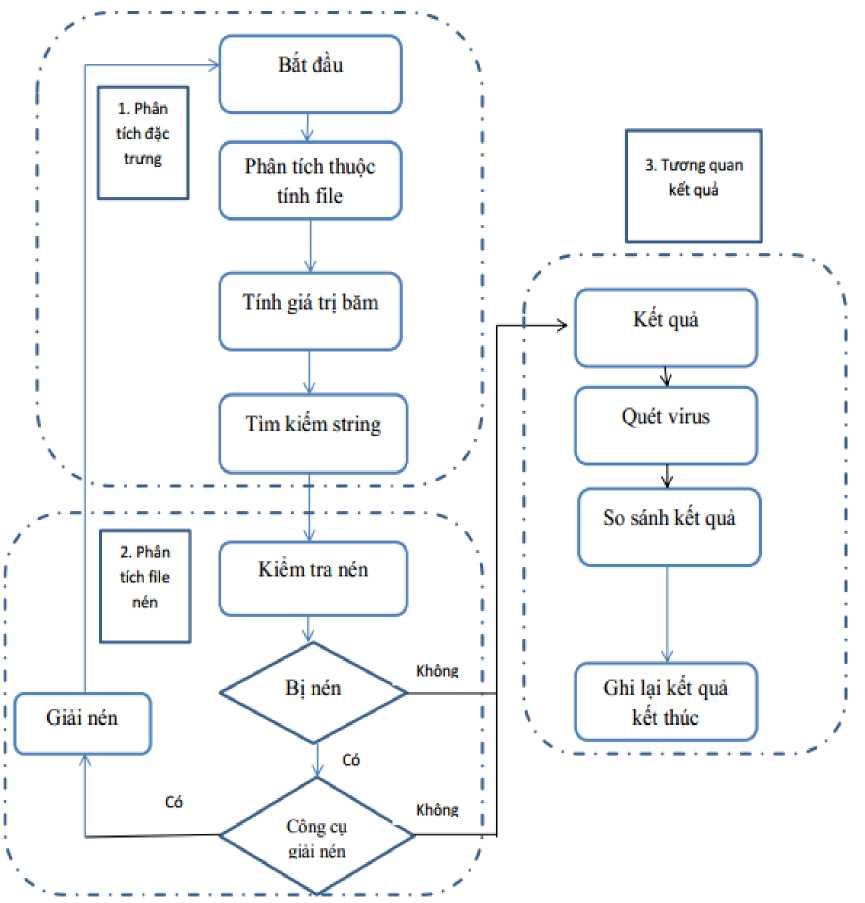 Bắt đầu
1. Phân
tích đặc
trưng
Phân tích thuộc
tính file
Tính giá trị băm
Tìm kiếm string
2. Phân
tích file
nén
Kiểm tra nén
Bị nén
Không
Có
Giải nén
Có
Công cụ
giải nén
Không
3. Tương quan
kết quả
Kết quả
Quét virus
So sánh kết quả
Ghi lại kết quả
kết thúc